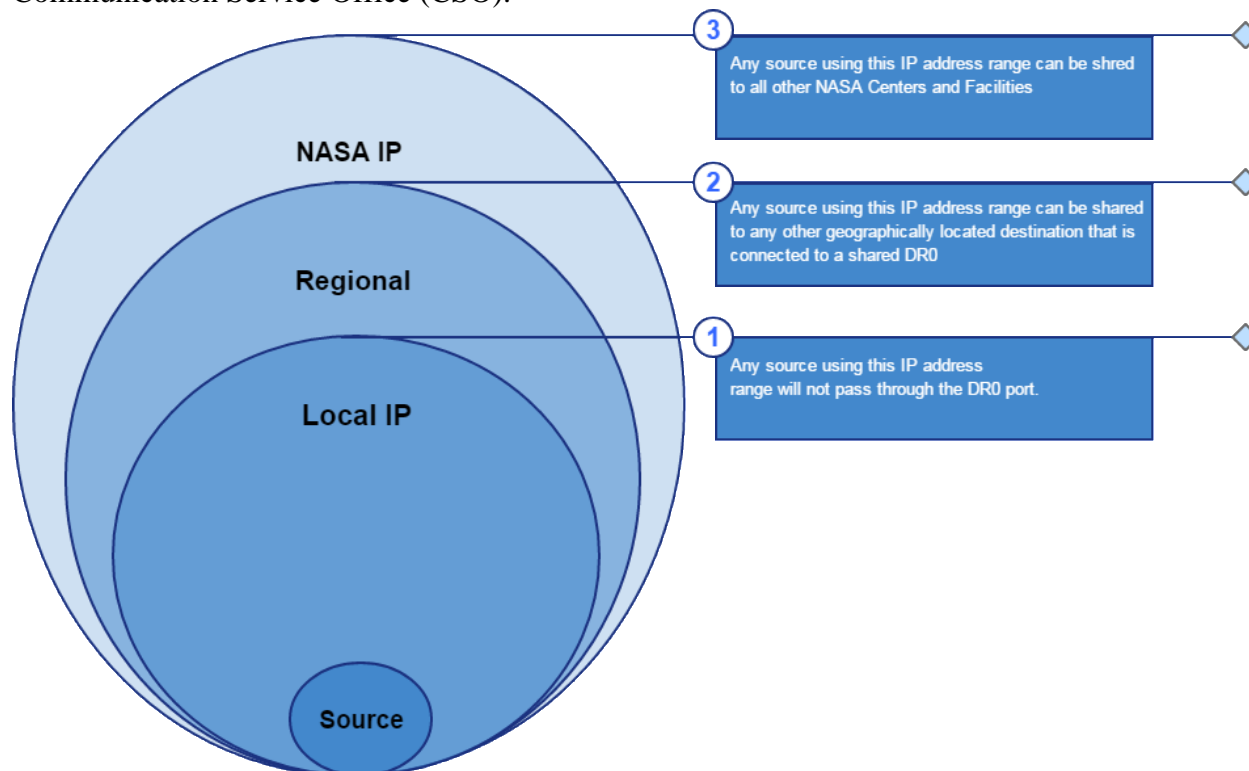 Communication Service Office (CSO).
3
Any source using this IP address range can be shred
to all other NASA Centers and Facilities
NASA IP
2
Any source using this IP address range can be shared
to any other geographically located destination that is
connected to a shared DR0
Regional
1
Any source using this IP address
range will not pass through the DR0 port.
Local IP
Source